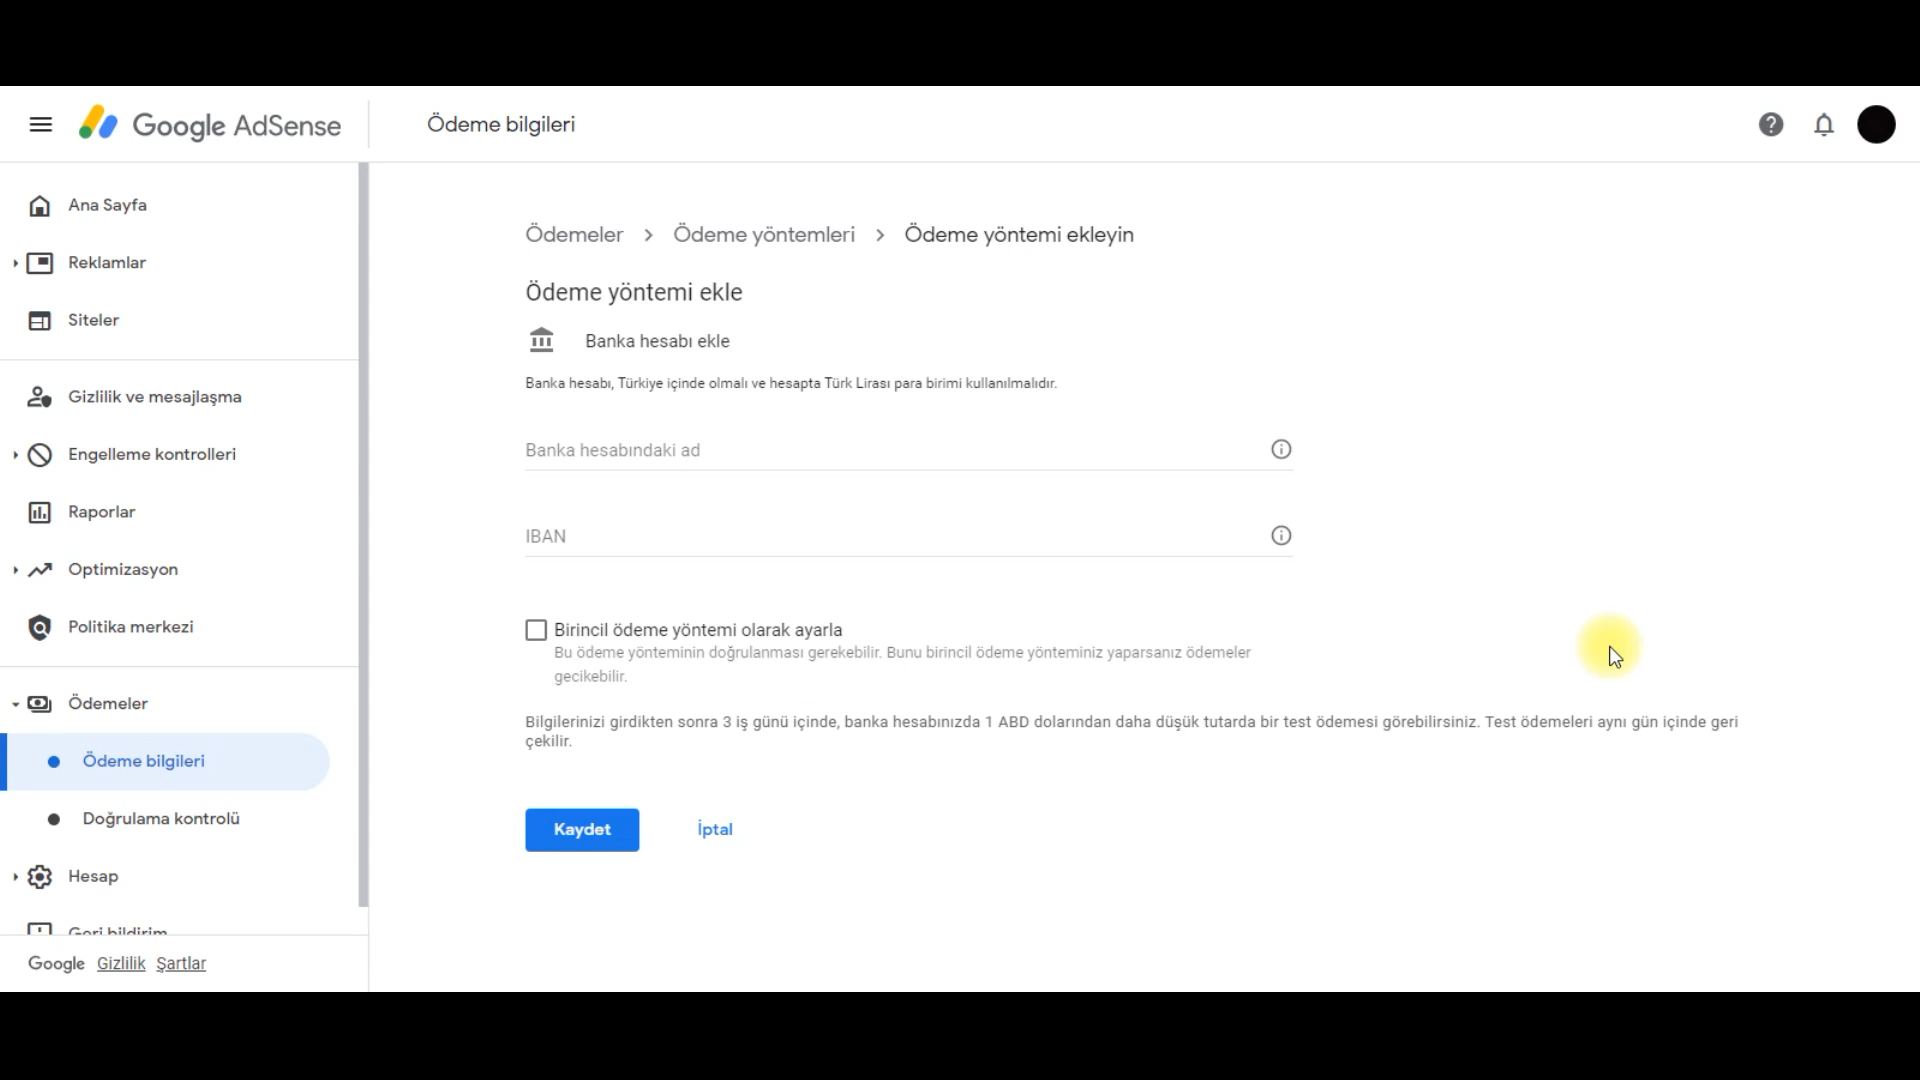 Google AdSense
Ödeme bilgileri
Ana Sayfa
Reklamlar
Siteler
Gizlilik ve mesajlaşma
Engelleme kontrolleri
Raporlar
Optimizasyon
Politika merkezi
Ödemeler
Ödeme bilgileri
Doğrulama kontrolü
Hesap
Geri bildirim
Google Gizlilik Şartlar
Ödemeler > Ödeme yöntemleri > Ödeme yöntemi ekleyin
Ödeme yöntemi ekle
Banka hesabı ekle
Banka hesabı, Türkiye içinde olmalı ve hesapta Türk Lirası para birimi kullanılmalıdır.
Banka hesabındaki ad
IBAN
Birincil ödeme yöntemi olarak ayarla
Bu ödeme yönteminin doğrulanması gerekebilir. Bunu birincil ödeme yönteminiz yaparsanız ödemeler
gecikebilir.
Bilgilerinizi girdikten sonra 3 iş günü içinde, banka hesabınızda 1 ABD dolarından daha düşük tutarda bir test ödemesi görebilirsiniz. Test ödemeleri aynı gün içinde geri
çekilir.
Kaydet
İptal